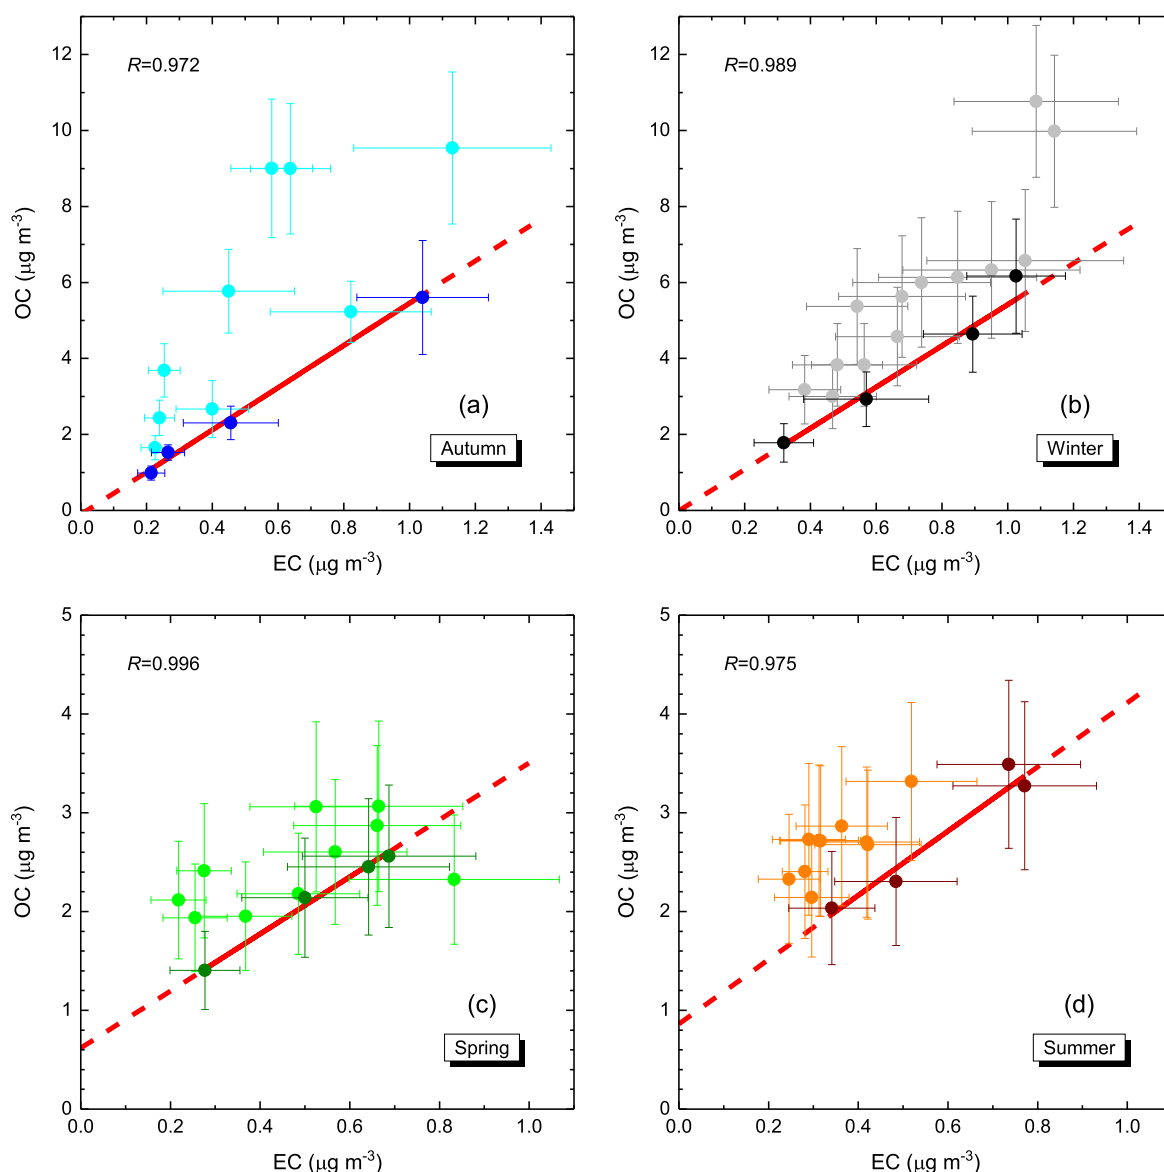 12
10
8
6
4
2
0
OC (μg m-3)
R=0.972
(a)
Autumn
0.0 0.2 0.4 0.6 0.8 1.0 1.2 1.4
EC (μg m-3)
12
10
8
6
4
2
0
OC (μg m-3)
R=0.989
(b)
Winter
0.0 0.2 0.4 0.6 0.8 1.0 1.2 1.4
EC (μg m-3)
5
4
3
2
1
0
OC (μg m-3)
R=0.996
(c)
Spring
0.0 0.2 0.4 0.6 0.8 1.0
EC (μg m-3)
5
4
3
2
1
0
OC (μg m-3)
R=0.975
(d)
Summer
0.0 0.2 0.4 0.6 0.8 1.0
EC (μg m-3)